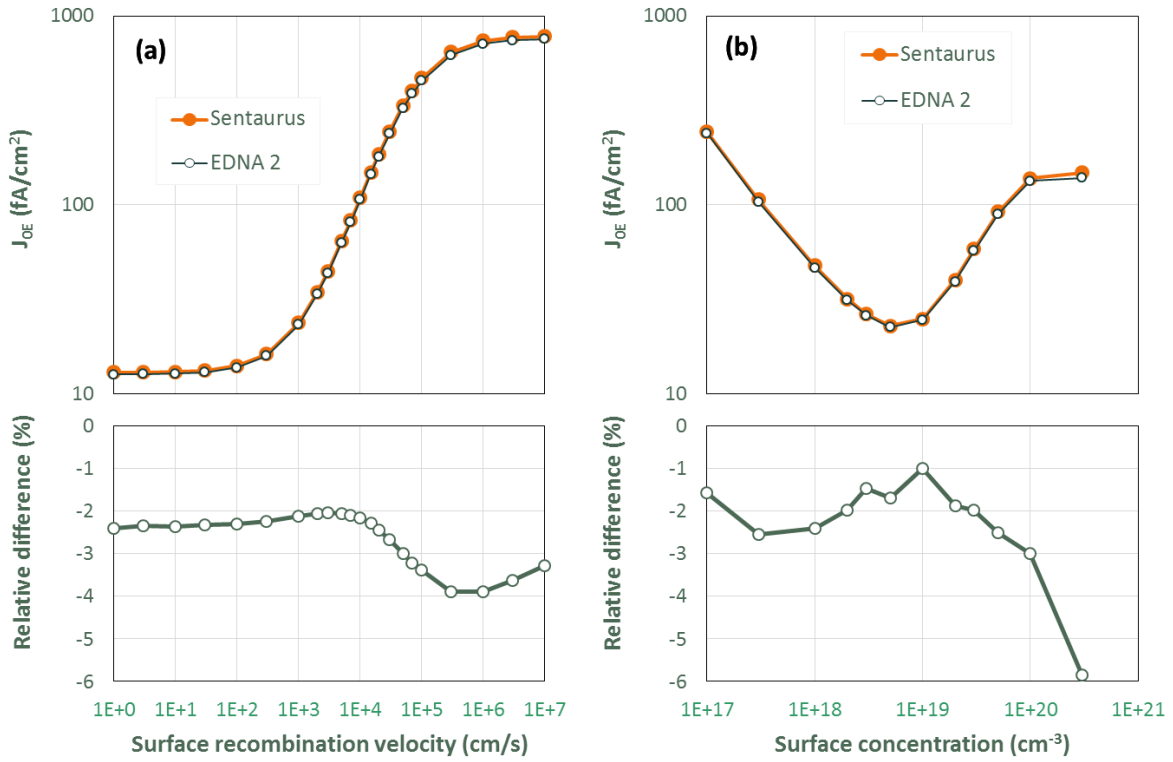 1000
100
10
J0E (fA/cm²)
(a)
Sentaurus
EDNA 2
0
-1
-2
-3
-4
-5
-6
Relative difference (%)
1E+0 1E+1 1E+2 1E+3 1E+4 1E+5 1E+6 1E+7
Surface recombination velocity (cm/s)
1000
100
10
J0E (fA/cm²)
(b)
Sentaurus
EDNA 2
0
-1
-2
-3
-4
-5
-6
Relative difference (%)
1E+17 1E+18 1E+19 1E+20 1E+21
Surface concentration (cm⁻³)